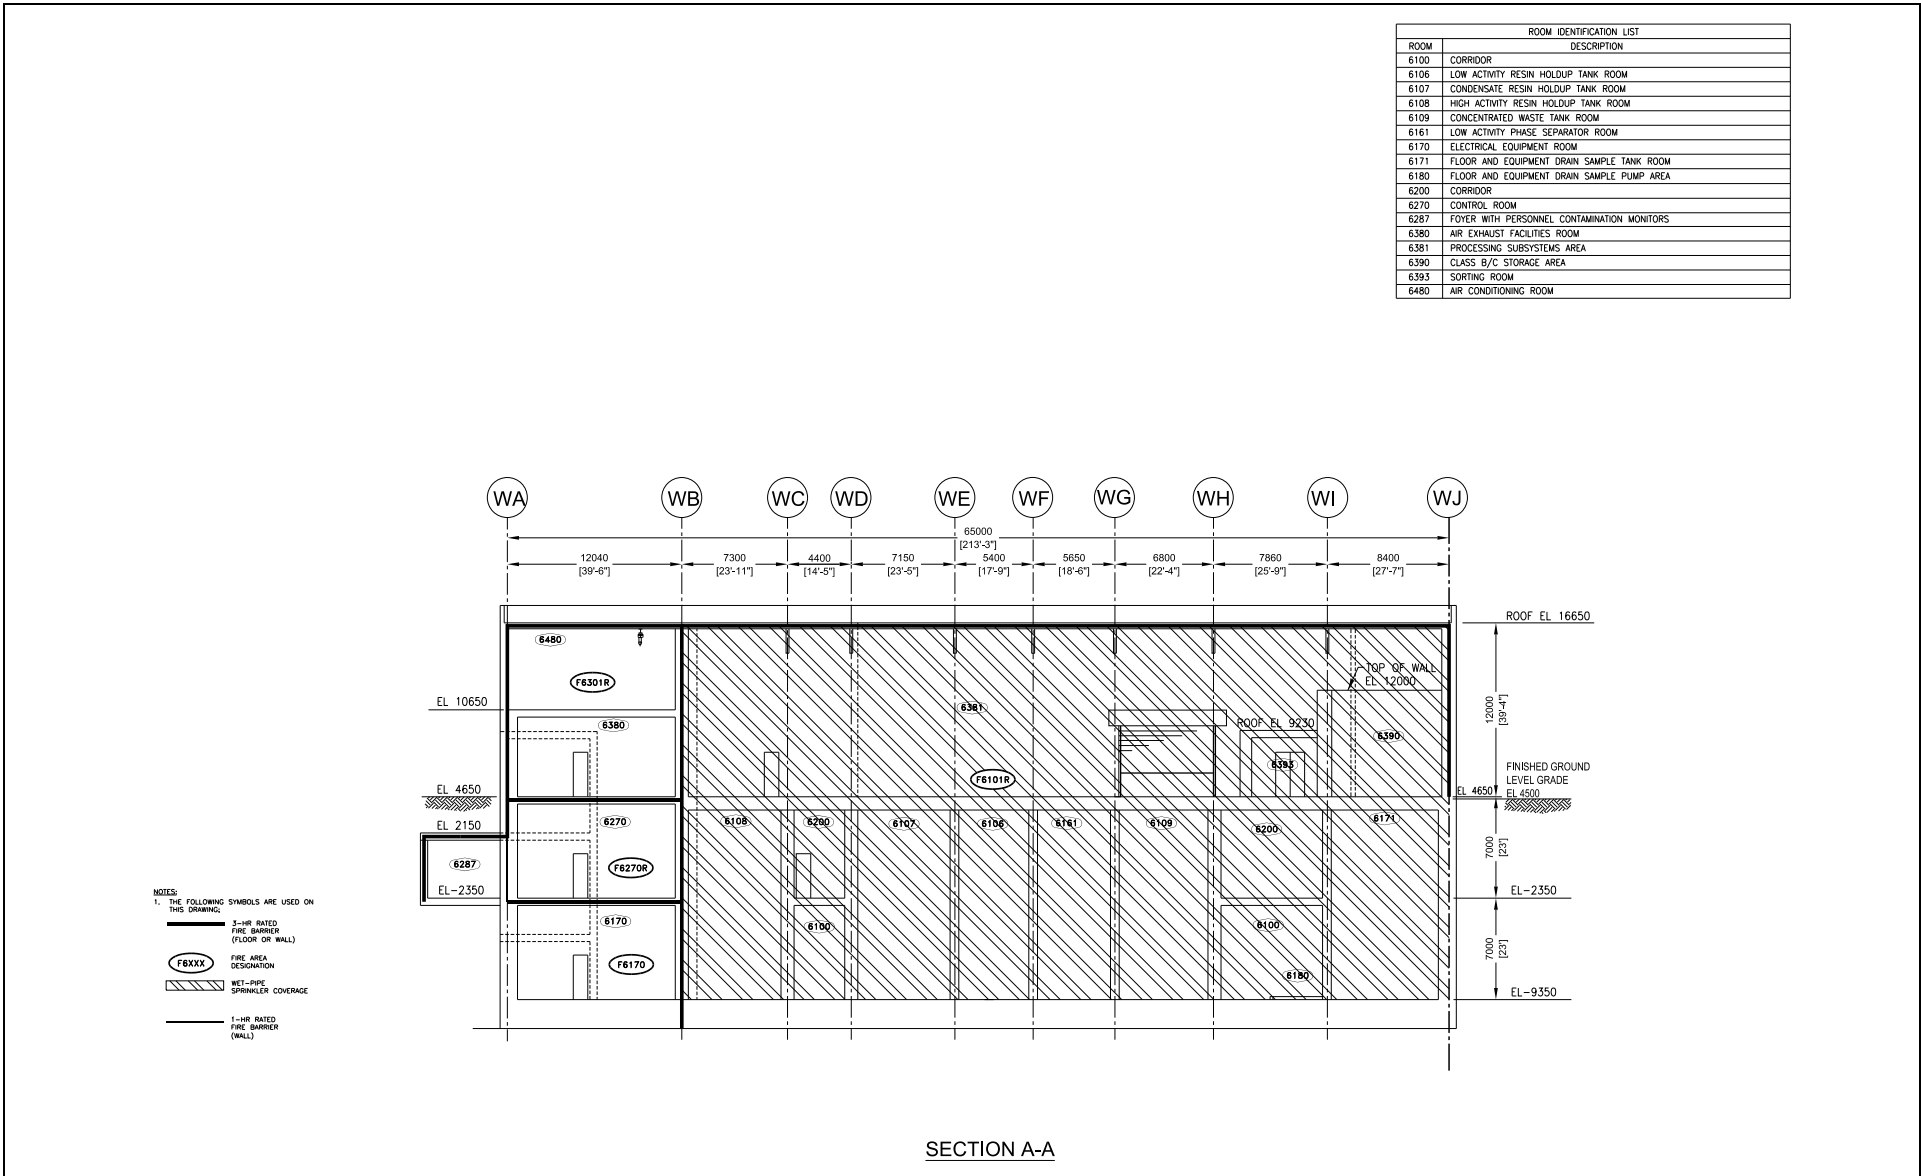 ROOM IDENTIFICATION LIST
ROOM DESCRIPTION
6100 CORRIDOR
6106 LOW ACTIVITY RESIN HOLDUP TANK ROOM
6107 CONDENSATE RESIN HOLDUP TANK ROOM
6108 HIGH ACTIVITY RESIN HOLDUP TANK ROOM
6109 CONCENTRATED WASTE TANK ROOM
6161 LOW ACTIVITY PHASE SEPARATOR ROOM
6170 ELECTRICAL EQUIPMENT ROOM
6171 FLOOR AND EQUIPMENT DRAIN SAMPLE TANK ROOM
6180 FLOOR AND EQUIPMENT DRAIN SAMPLE PUMP AREA
6200 CORRIDOR
6270 CONTROL ROOM
6287 FOYER WITH PERSONNEL CONTAMINATION MONITORS
6380 AIR EXHAUST FACILITIES ROOM
6381 PROCESSING SUBSYSTEMS AREA
6390 CLASS B/C STORAGE AREA
6393 SORTING ROOM
6480 AIR CONDITIONING ROOM
WA WB WC WD WE WF WG WH WI WJ
65000
[213'-3"]
12040 7300 4400 7150 5400 5650 6800 7860 8400
[39'-6"] [23'-11"] [14'-5"] [23'-5"] [17'-9"] [18'-6"] [22'-4"] [25'-9"] [27'-7"]
ROOF EL 16650
6480
TOP OF WALL
EL 12000
F6301R
EL 10650
6381
12000
[39'-4"]
6380
ROOF EL 9230
6390
6393
F6101R
FINISHED GROUND
LEVEL GRADE
EL 4500
EL 4650
EL 4650
6270 6108 6200 6107 6106 6161 6109 6200 6171
EL 2150
7000
[23']
6287
F6270R
EL-2350
EL-2350
6170
6100
6100
7000
[23']
F6170
6180
EL-9350
NOTES:
1. THE FOLLOWING SYMBOLS ARE USED ON
THIS DRAWING;
3-HR RATED
FIRE BARRIER
(FLOOR OR WALL)
F6XXX
FIRE AREA
DESIGNATION
WET-PIPE
SPRINKLER COVERAGE
1-HR RATED
FIRE BARRIER
(WALL)
SECTION A-A